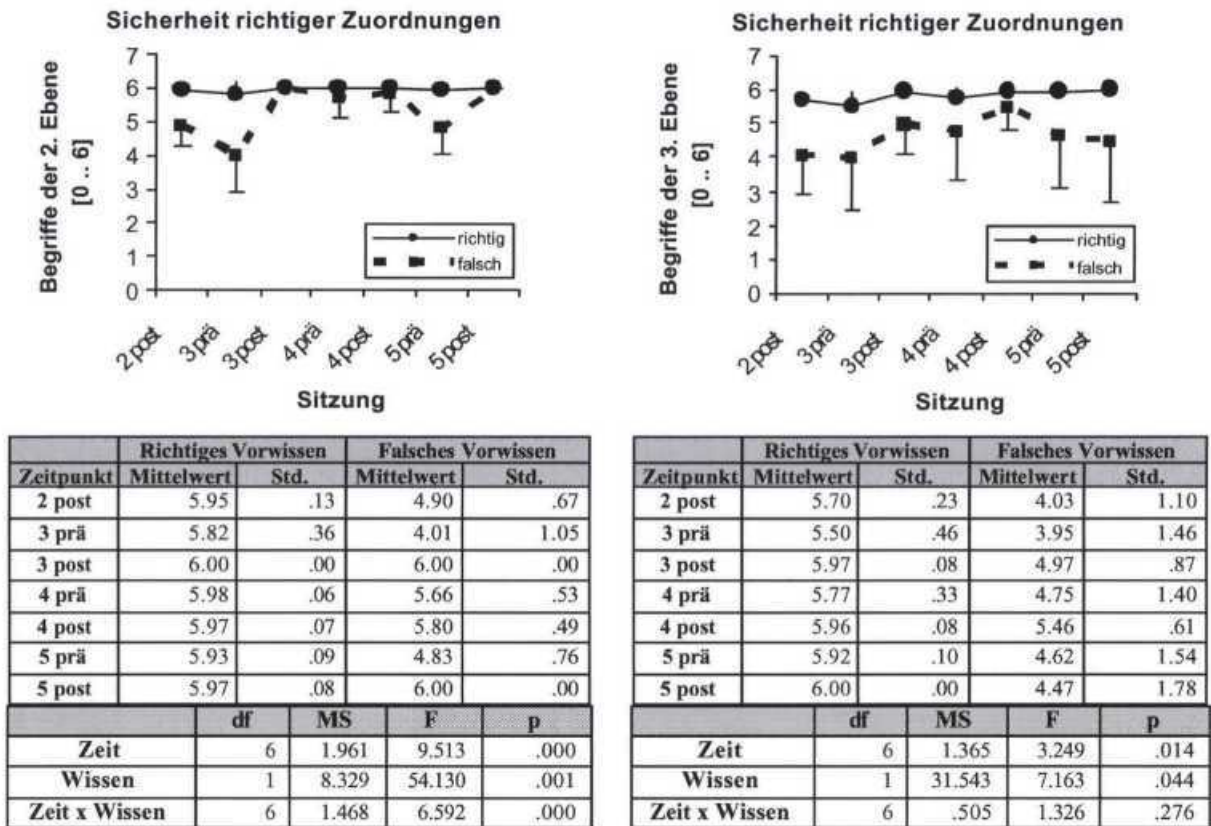 Sicherheit richtiger Zuordnungen
Begriffe der 2. Ebene
[0 .. 6]
7
6
5
4
3
2
1
0
richtig
falsch
2 post
3 prä
3 post
4 prä
4 post
5 prä
5 post
Sitzung
Richtiges Vorwissen Falsches Vorwissen
Zeitpunkt Mittelwert Std. Mittelwert Std.
2 post 5.95 .13 4.90 .67
3 prä 5.82 .36 4.01 1.05
3 post 6.00 .00 6.00 .00
4 prä 5.98 .06 5.66 .53
4 post 5.97 .07 5.80 .49
5 prä 5.93 .09 4.83 .76
5 post 5.97 .08 6.00 .00
df MS F p
Zeit 6 1.961 9.513 .000
Wissen 1 8.329 54.130 .001
Zeit x Wissen 6 1.468 6.592 .000
Sicherheit richtiger Zuordnungen
Begriffe der 3. Ebene
[0 .. 6]
7
6
5
4
3
2
1
0
richtig
falsch
2 post
3 prä
3 post
4 prä
4 post
5 prä
5 post
Sitzung
Richtiges Vorwissen Falsches Vorwissen
Zeitpunkt Mittelwert Std. Mittelwert Std.
2 post 5.70 .23 4.03 1.10
3 prä 5.50 .46 3.95 1.46
3 post 5.97 .08 4.97 .87
4 prä 5.77 .33 4.75 1.40
4 post 5.96 .08 5.46 .61
5 prä 5.92 .10 4.62 1.54
5 post 6.00 .00 4.47 1.78
df MS F p
Zeit 6 1.365 3.249 .014
Wissen 1 31.543 7.163 .044
Zeit x Wissen 6 .505 1.326 .276